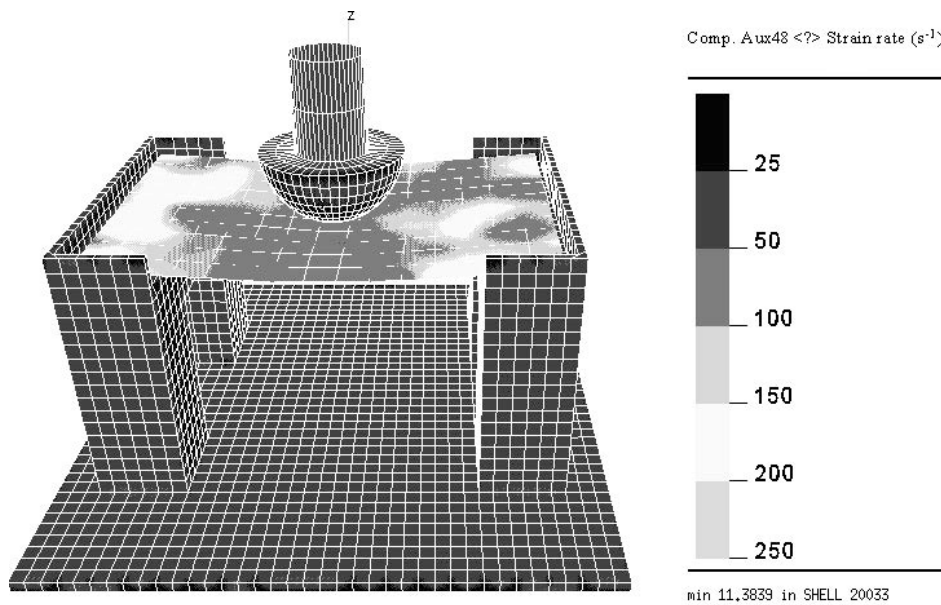 z
Comp. Aux48 <?> Strain rate (s-1)
25
50
100
150
200
250
min 11.3839 in SHELL 20033